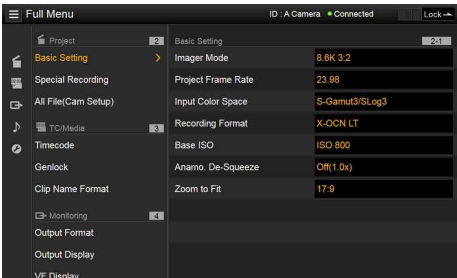 Full Menu
ID : A Camera ● Connected
Lock
Project 2
Basic Setting >
Special Recording
All File(Cam Setup)
TC/Media 3
Timecode
Genlock
Clip Name Format
Monitoring 4
Output Format
Output Display
VF Display
Basic Setting 2-1
Imager Mode 8.6K 3:2
Project Frame Rate 23.98
Input Color Space S-Gamut3/SLog3
Recording Format X-OCN LT
Base ISO ISO 800
Anamo. De-Squeeze Off(1.0x)
Zoom to Fit 17:9